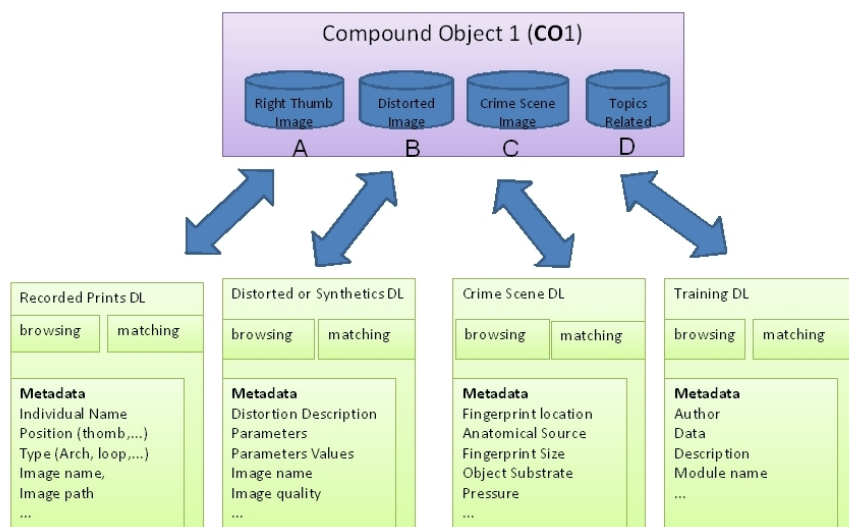 Compound Object 1 (CO1)
Right Thumb
Image
Distorted
Image
Crime Scene
Image
Topics
Related
A
B
C
D
Recorded Prints DL
browsing
matching
Metadata
Individual Name
Position (thumb,...)
Type (Arch, loop,...)
Image name,
Image path
...
Distorted or Synthetics DL
browsing
matching
Metadata
Distortion Description
Parameters
Parameters Values
Image name
Image quality
...
Crime Scene DL
browsing
matching
Metadata
Fingerprint location
Anatomical Source
Fingerprint Size
Object Substrate
Pressure
...
Training DL
browsing
matching
Metadata
Author
Data
Description
Module name
...